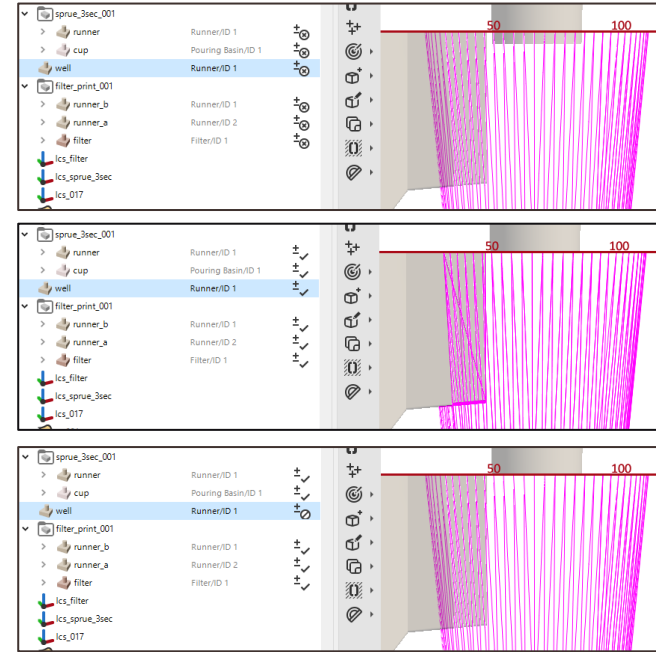 sprue_3sec_001
runner Runner/ID 1
cup Pouring Basin/ID 1
well Runner/ID 1
filter_print_001
runner_b Runner/ID 1
runner_a Runner/ID 2
filter Filter/ID 1
lcs_filter
lcs_sprue_3sec
lcs_017
50 100
sprue_3sec_001
runner Runner/ID 1
cup Pouring Basin/ID 1
well Runner/ID 1
filter_print_001
runner_b Runner/ID 1
runner_a Runner/ID 2
filter Filter/ID 1
lcs_filter
lcs_sprue_3sec
lcs_017
50 100
sprue_3sec_001
runner Runner/ID 1
cup Pouring Basin/ID 1
well Runner/ID 1
filter_print_001
runner_b Runner/ID 1
runner_a Runner/ID 2
filter Filter/ID 1
lcs_filter
lcs_sprue_3sec
lcs_017
50 100